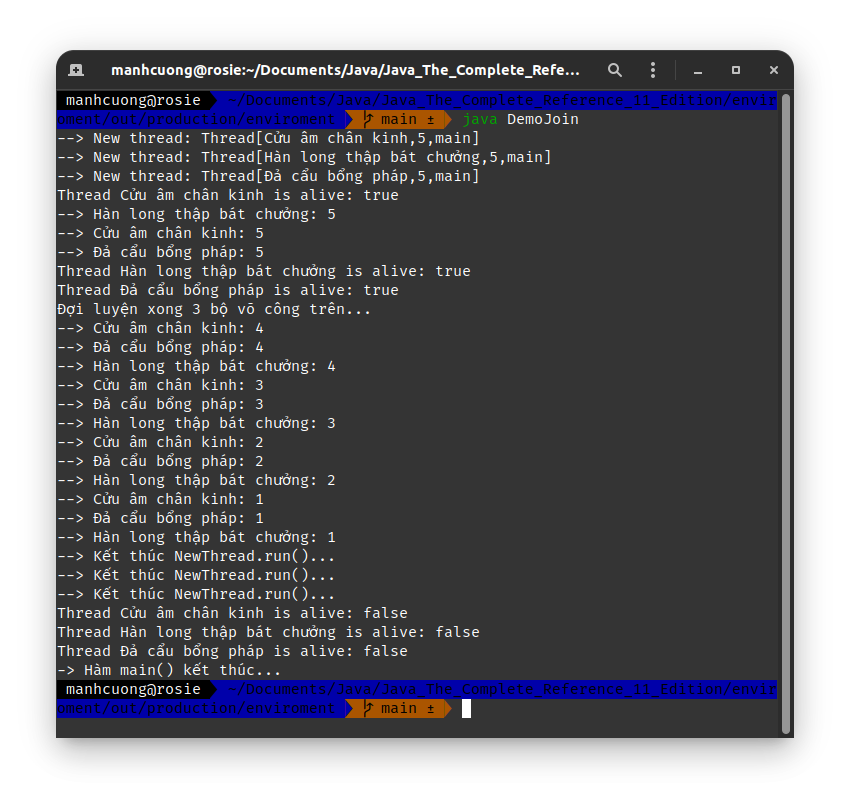 manhcuong@rosie:~/Documents/Java/Java_The_Complete_Refe...
manhcuong@rosie ~/Documents/Java/Java_The_Complete_Reference_11_Edition/envir
oment/out/production/enviroment main ± java DemoJoin
--> New thread: Thread[Cửu âm chân kinh,5,main]
--> New thread: Thread[Hàn long thập bát chưởng,5,main]
--> New thread: Thread[Đả cẩu bổng pháp,5,main]
Thread Cửu âm chân kinh is alive: true
--> Hàn long thập bát chưởng: 5
--> Cửu âm chân kinh: 5
--> Đả cẩu bổng pháp: 5
Thread Hàn long thập bát chưởng is alive: true
Thread Đả cẩu bổng pháp is alive: true
Đợi luyện xong 3 bộ võ công trên...
--> Cửu âm chân kinh: 4
--> Đả cẩu bổng pháp: 4
--> Hàn long thập bát chưởng: 4
--> Cửu âm chân kinh: 3
--> Đả cẩu bổng pháp: 3
--> Hàn long thập bát chưởng: 3
--> Cửu âm chân kinh: 2
--> Đả cẩu bổng pháp: 2
--> Hàn long thập bát chưởng: 2
--> Cửu âm chân kinh: 1
--> Đả cẩu bổng pháp: 1
--> Hàn long thập bát chưởng: 1
--> Kết thúc NewThread.run()...
--> Kết thúc NewThread.run()...
--> Kết thúc NewThread.run()...
Thread Cửu âm chân kinh is alive: false
Thread Hàn long thập bát chưởng is alive: false
Thread Đả cẩu bổng pháp is alive: false
-> Hàm main() kết thúc...
manhcuong@rosie ~/Documents/Java/Java_The_Complete_Reference_11_Edition/envir
oment/out/production/enviroment main ±